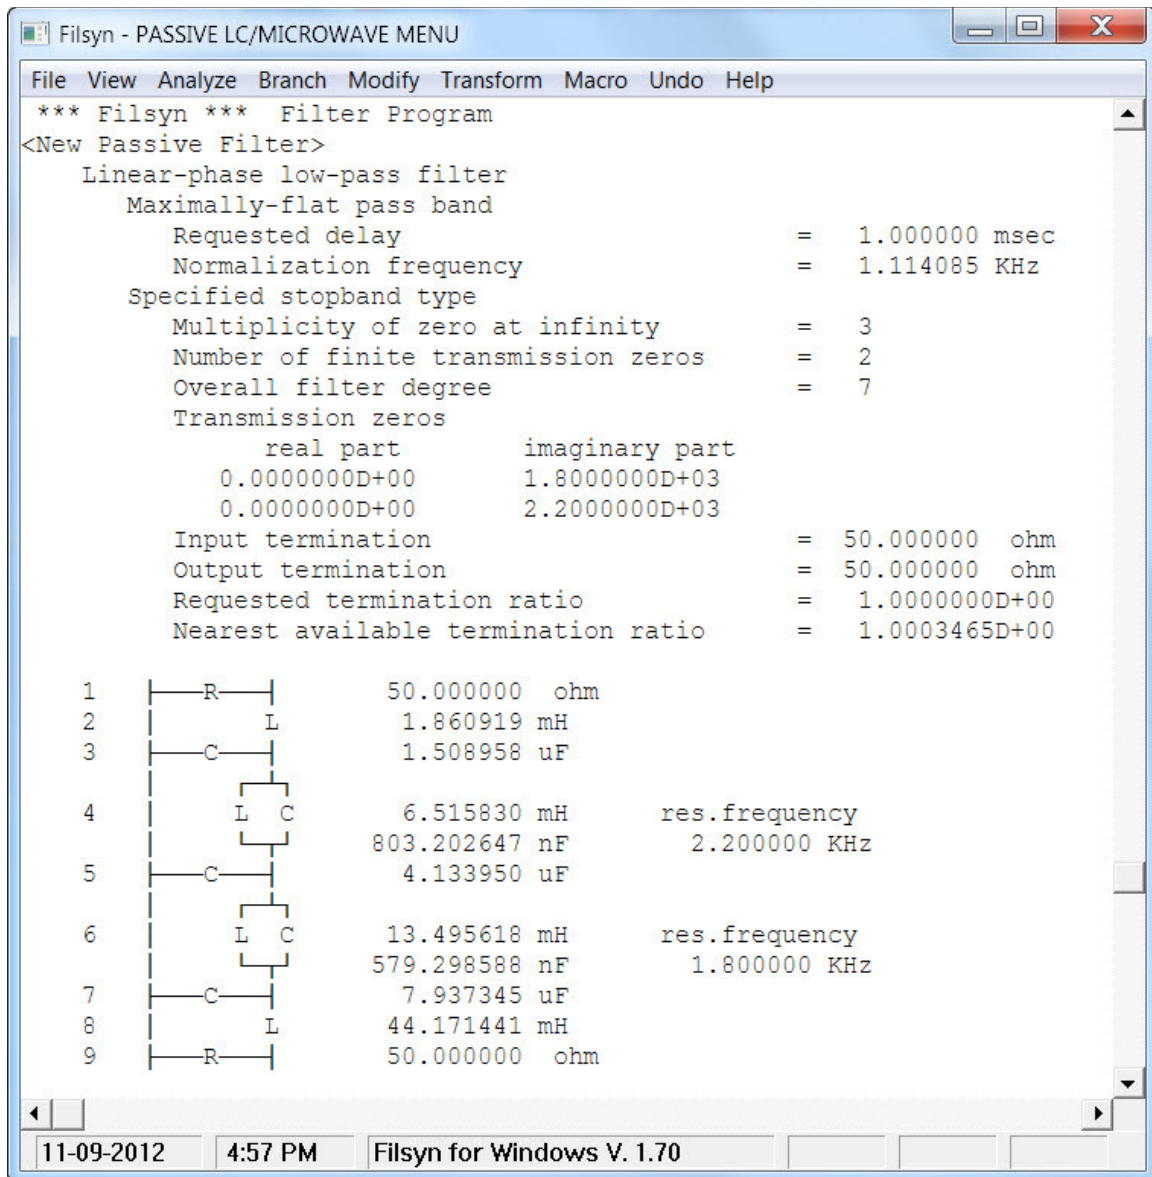 Filsyn - PASSIVE LC/MICROWAVE MENU
File View Analyze Branch Modify Transform Macro Undo Help
*** Filsyn *** Filter Program
<New Passive Filter>
Linear-phase low-pass filter
Maximally-flat pass band
Requested delay = 1.000000 msec
Normalization frequency = 1.114085 KHz
Specified stopband type
Multiplicity of zero at infinity = 3
Number of finite transmission zeros = 2
Overall filter degree = 7
Transmission zeros
real part imaginary part
0.0000000D+00 1.8000000D+03
0.0000000D+00 2.2000000D+03
Input termination = 50.000000 ohm
Output termination = 50.000000 ohm
Requested termination ratio = 1.0000000D+00
Nearest available termination ratio = 1.0003465D+00
1 R 50.000000 ohm
2 L 1.860919 mH
3 C 1.508958 uF
4 L C 6.515830 mH res.frequency
803.202647 nF 2.200000 KHz
5 C 4.133950 uF
6 L C 13.495618 mH res.frequency
579.298588 nF 1.800000 KHz
7 C 7.937345 uF
8 L 44.171441 mH
9 R 50.000000 ohm
11-09-2012 4:57 PM Filsyn for Windows V. 1.70